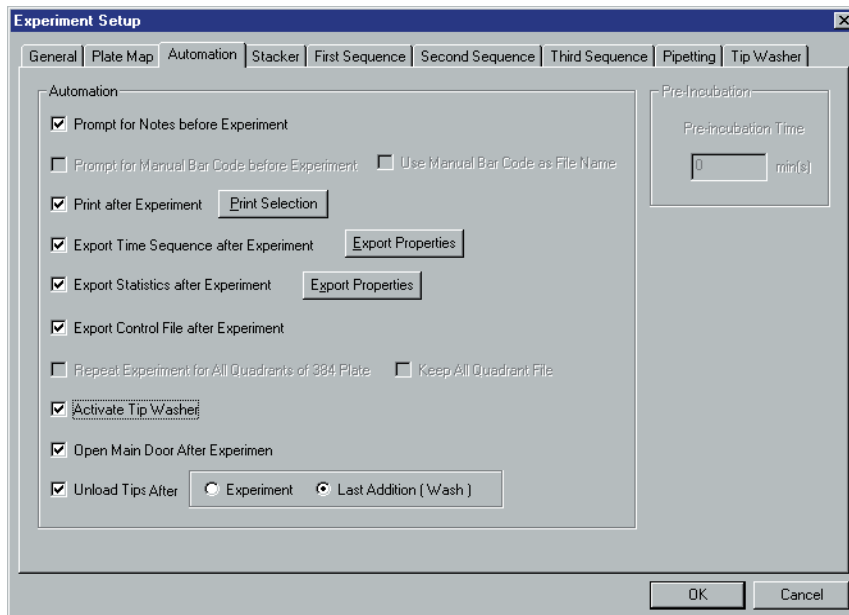 Experiment Setup
General Plate Map Automation Stacker First Sequence Second Sequence Third Sequence Pipetting Tip Washer
Automation
Prompt for Notes before Experiment
Prompt for Manual Bar Code before Experiment Use Manual Bar Code as File Name
Print after Experiment Print Selection
Export Time Sequence after Experiment Export Properties
Export Statistics after Experiment Export Properties
Export Control File after Experiment
Repeat Experiment for All Quadrants of 384 Plate Keep All Quadrant File
Activate Tip Washer
Open Main Door After Experimen
Unload Tips After Experiment Last Addition ( Wash )
Pre-Incubation
Pre-incubation Time
0 min(s)
OK Cancel